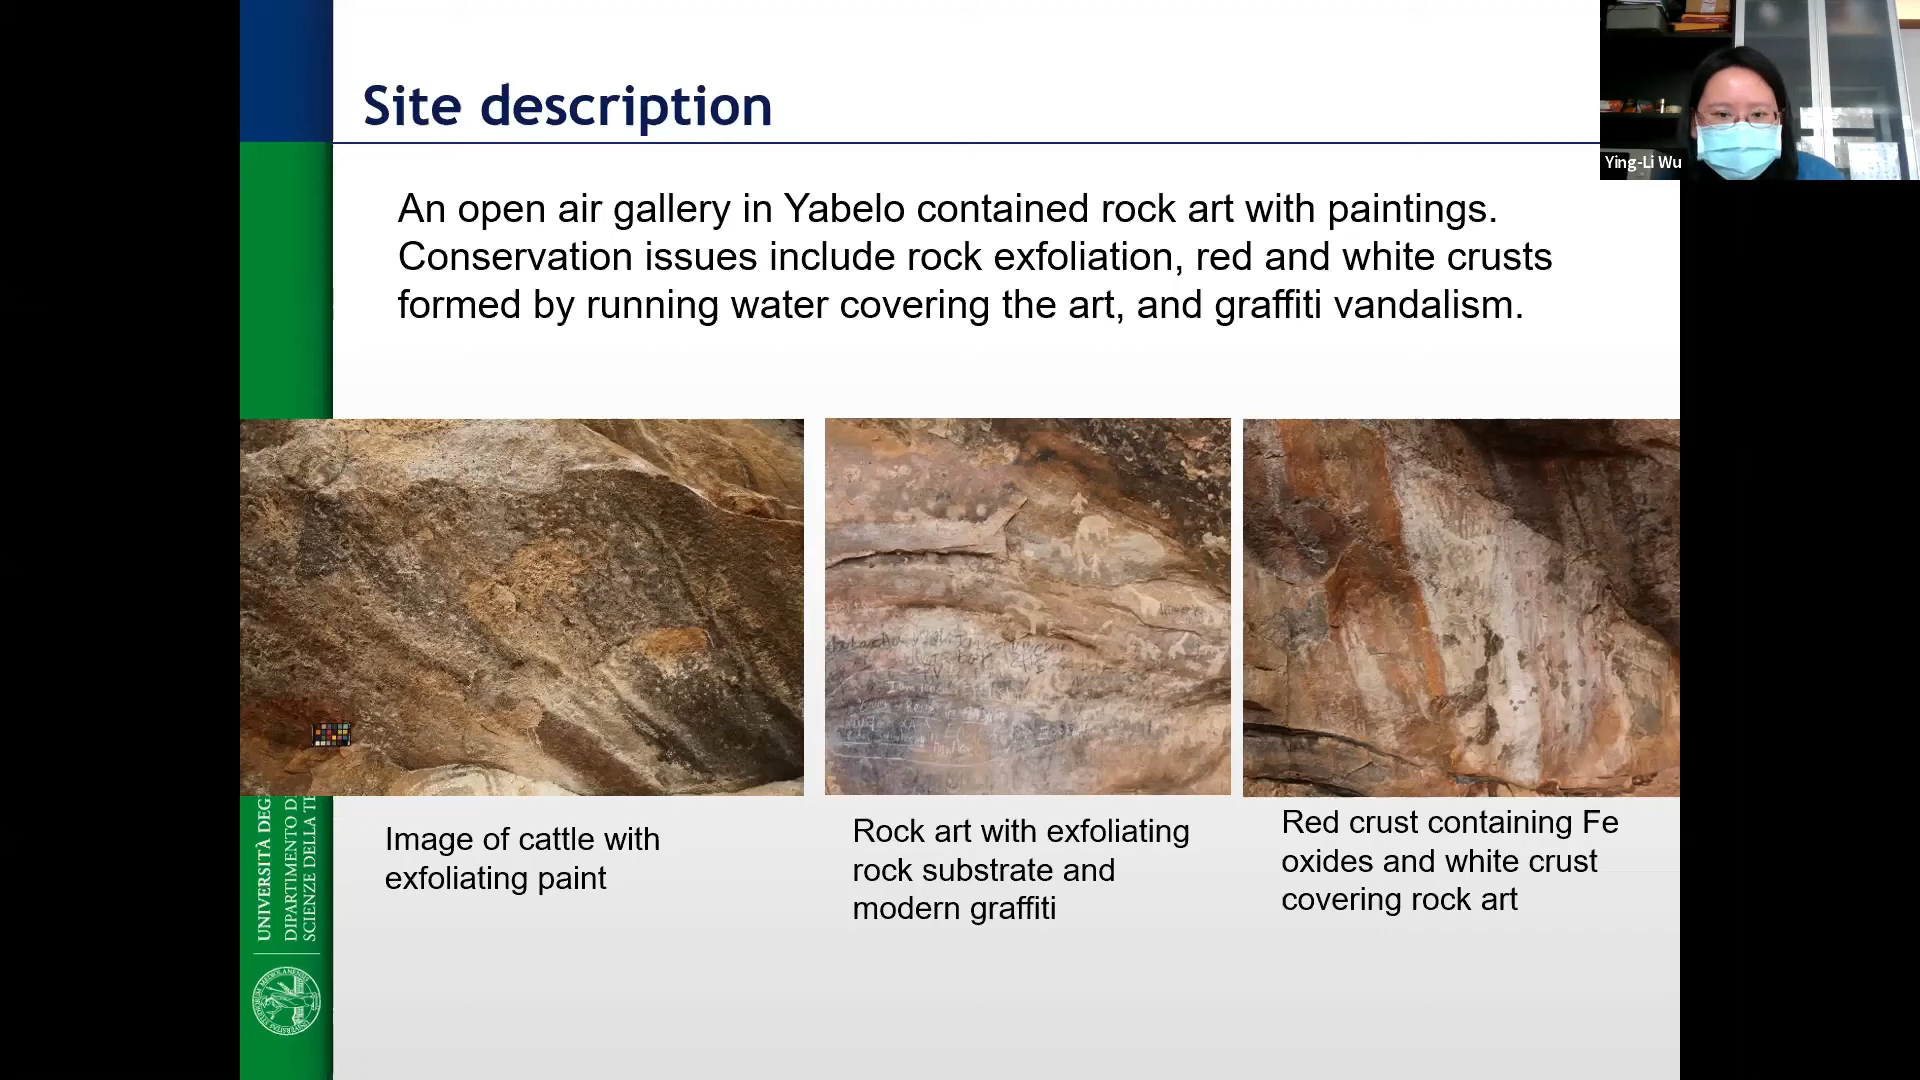 Site description
Ying-Li Wu
An open air gallery in Yabelo contained rock art with paintings.
Conservation issues include rock exfoliation, red and white crusts
formed by running water covering the art, and graffiti vandalism.
Image of cattle with
exfoliating paint
Rock art with exfoliating
rock substrate and
modern graffiti
Red crust containing Fe
oxides and white crust
covering rock art
UNIVERSITÀ
DIPARTIMENTO
SCIENZE DELLA